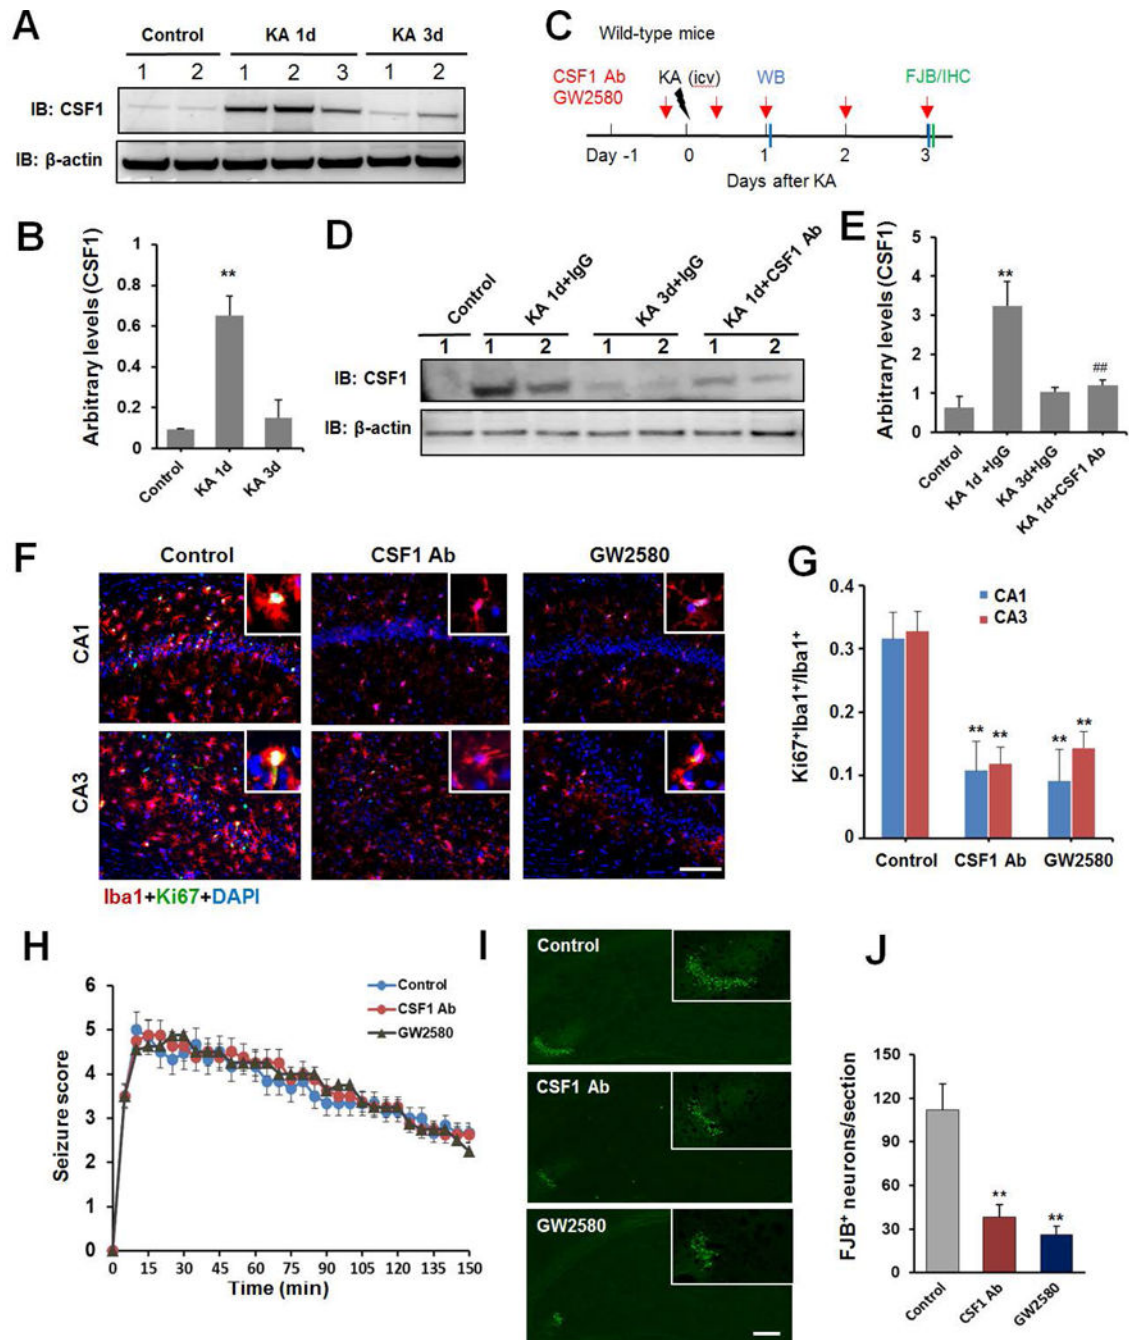 A
Control KA 1d KA 3d
1 2 1 2 3 1 2
IB: CSF1
IB: β-actin
C
Wild-type mice
CSF1 Ab
GW2580
KA (icv)
WB
FJB/IHC
Day -1 0 1 2 3
Days after KA
B
Arbitrary levels (CSF1)
1
0.8
0.6
0.4
0.2
0
**
Control
KA 1d
KA 3d
D
Control
KA 1d+IgG
KA 3d+IgG
KA 1d+CSF1 Ab
1 1 2 1 2 1 2
IB: CSF1
IB: β-actin
E
Arbitrary levels (CSF1)
5
4
3
2
1
0
**
##
Control
KA 1d +IgG
KA 3d+IgG
KA 1d+CSF1 Ab
F
Control CSF1 Ab GW2580
CA1
CA3
Iba1+Ki67+DAPI
G
Ki67⁺Iba1⁺/Iba1⁺
0.4
0.3
0.2
0.1
0
CA1
CA3
** **
** **
Control CSF1 Ab GW2580
H
Seizure score
6
5
4
3
2
1
0
Control
CSF1 Ab
GW2580
0 15 30 45 60 75 90 105 120 135 150
Time (min)
I
Control
CSF1 Ab
GW2580
J
FJB⁺ neurons/section
150
120
90
60
30
0
**
**
Control
CSF1 Ab
GW2580